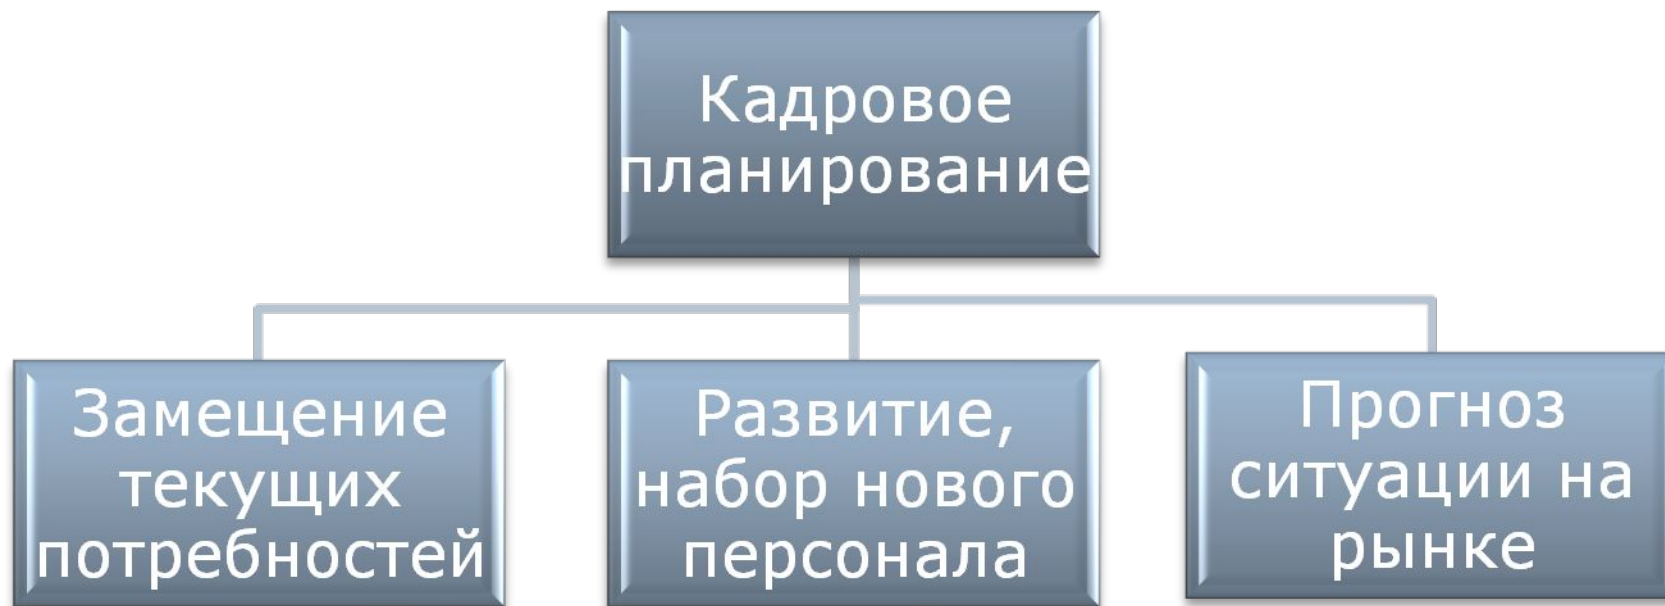 Кадровое
планирование
Замещение
текущих
потребностей
Развитие,
набор нового
персонала
Прогноз
ситуации на
рынке